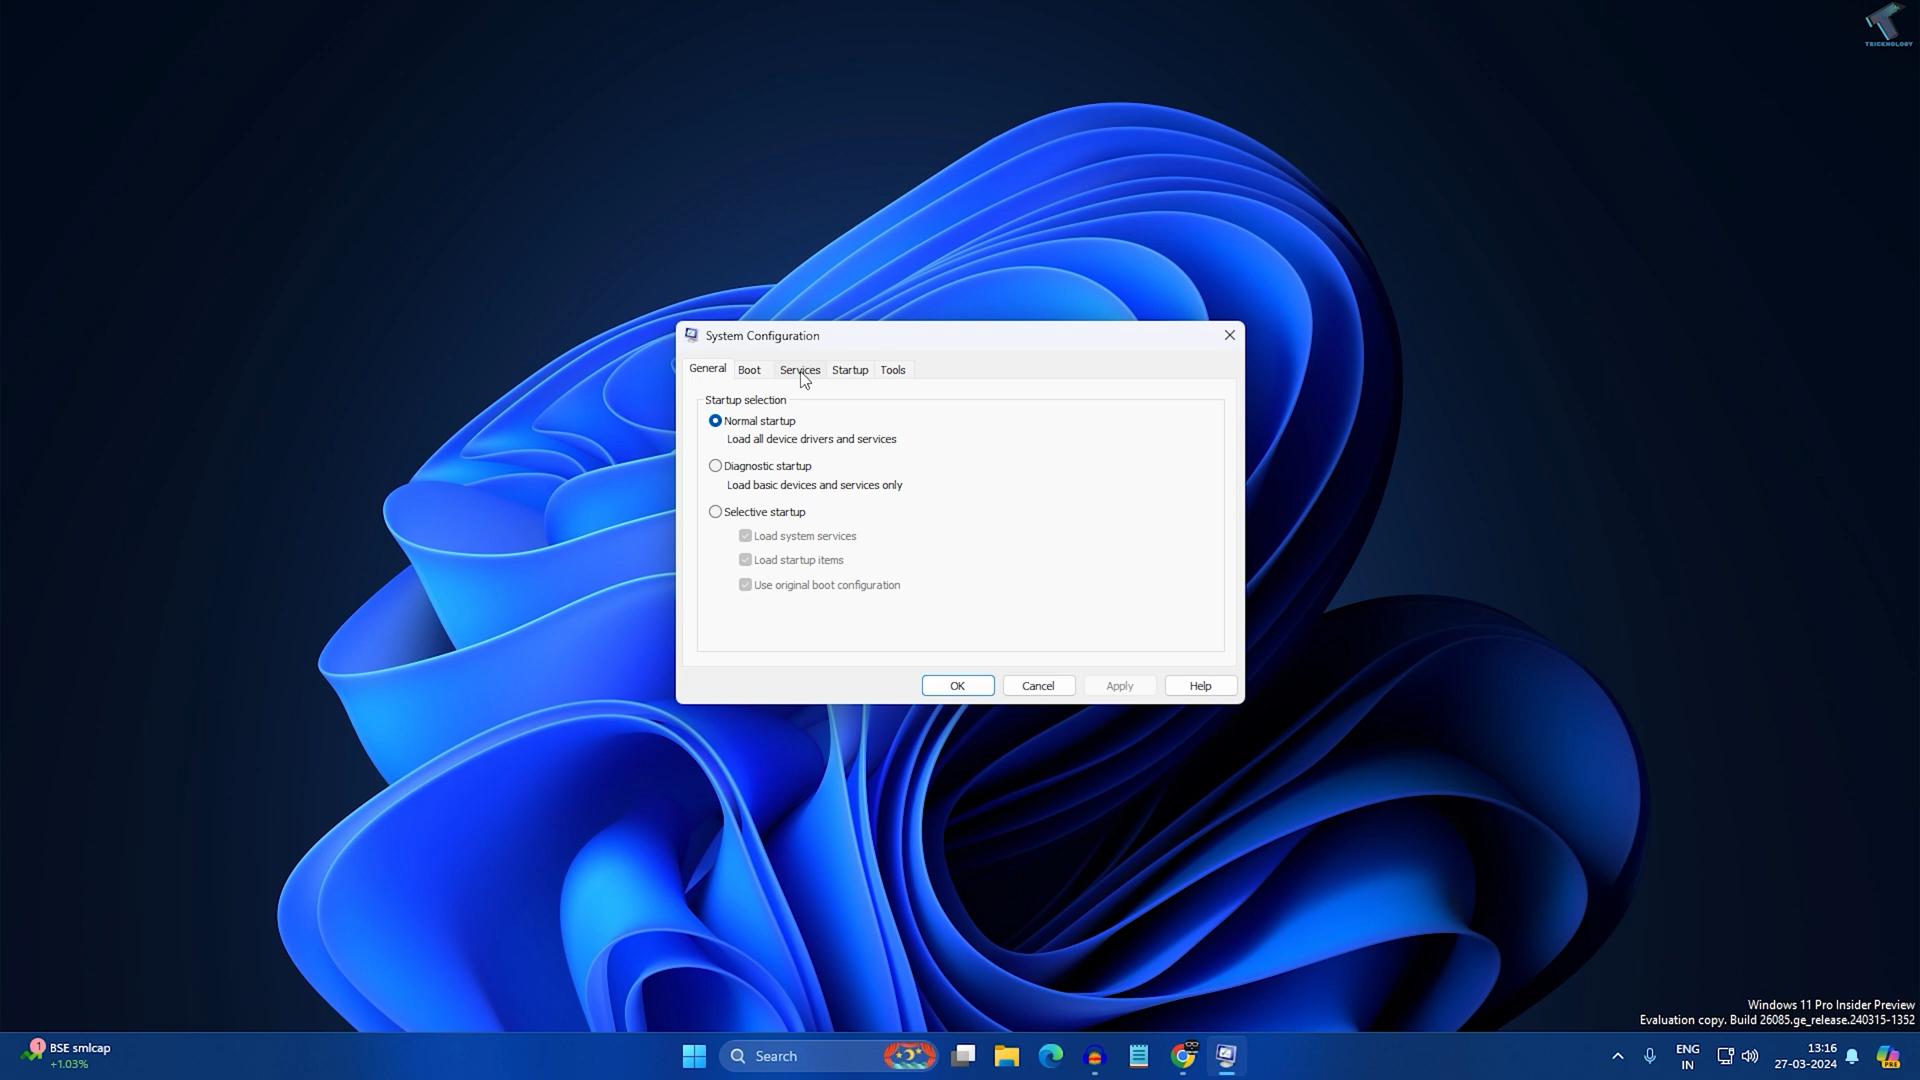 TRICKNOLOGY
System Configuration
General Boot Services Startup Tools
Startup selection
Normal startup
Load all device drivers and services
Diagnostic startup
Load basic devices and services only
Selective startup
Load system services
Load startup items
Use original boot configuration
OK Cancel Apply Help
Windows 11 Pro Insider Preview
Evaluation copy. Build 26085.ge_release.240315-1352
1
BSE smlcap
+1.03%
Search
PRE
ENG
IN
13:16
27-03-2024